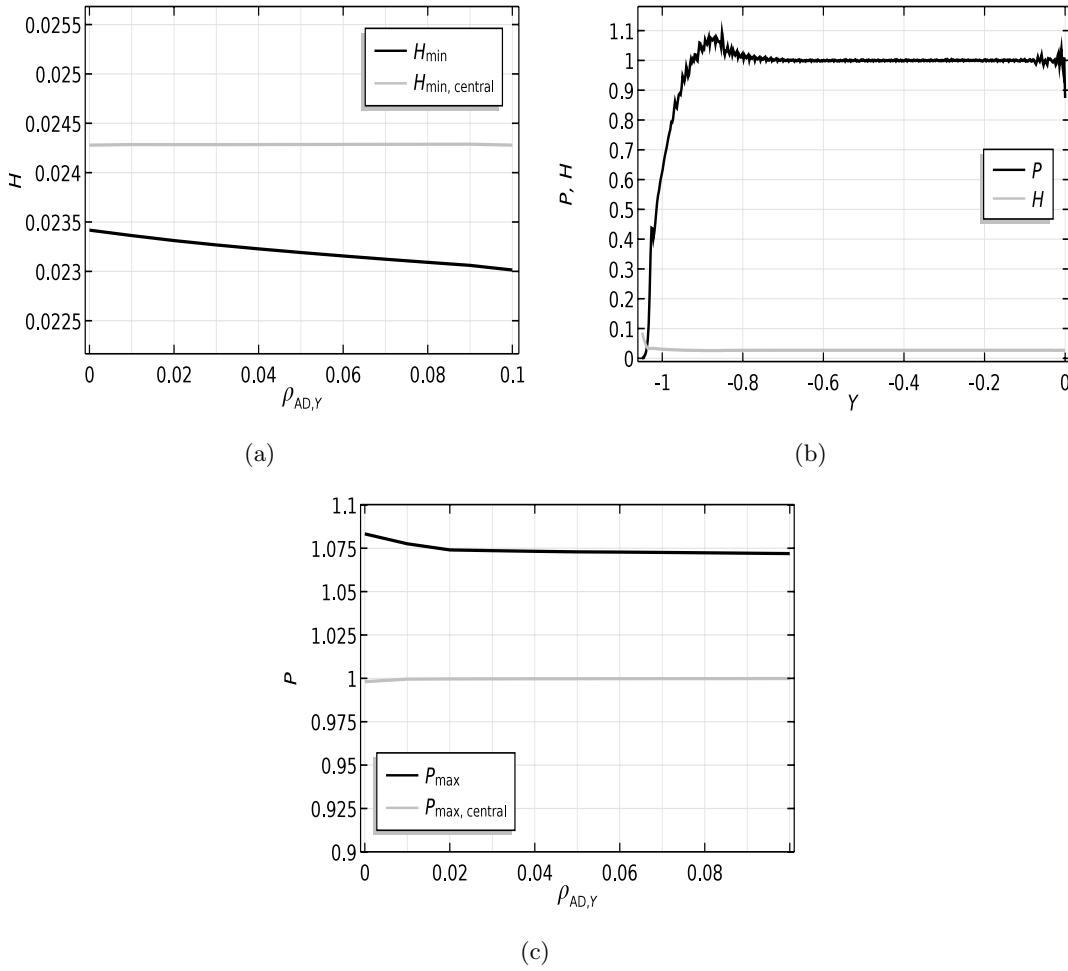 0.0255
0.025
0.0245
0.024
0.0235
0.023
0.0225
H
H_min
H_min, central
0 0.02 0.04 0.06 0.08 0.1
ρ_AD,Y
(a)
1.1
1
0.9
0.8
0.7
0.6
0.5
0.4
0.3
0.2
0.1
0
P, H
P
H
-1 -0.8 -0.6 -0.4 -0.2 0
Y
(b)
1.1
1.075
1.05
1.025
1
0.975
0.95
0.925
0.9
P
P_max
P_max, central
0 0.02 0.04 0.06 0.08
ρ_AD,Y
(c)